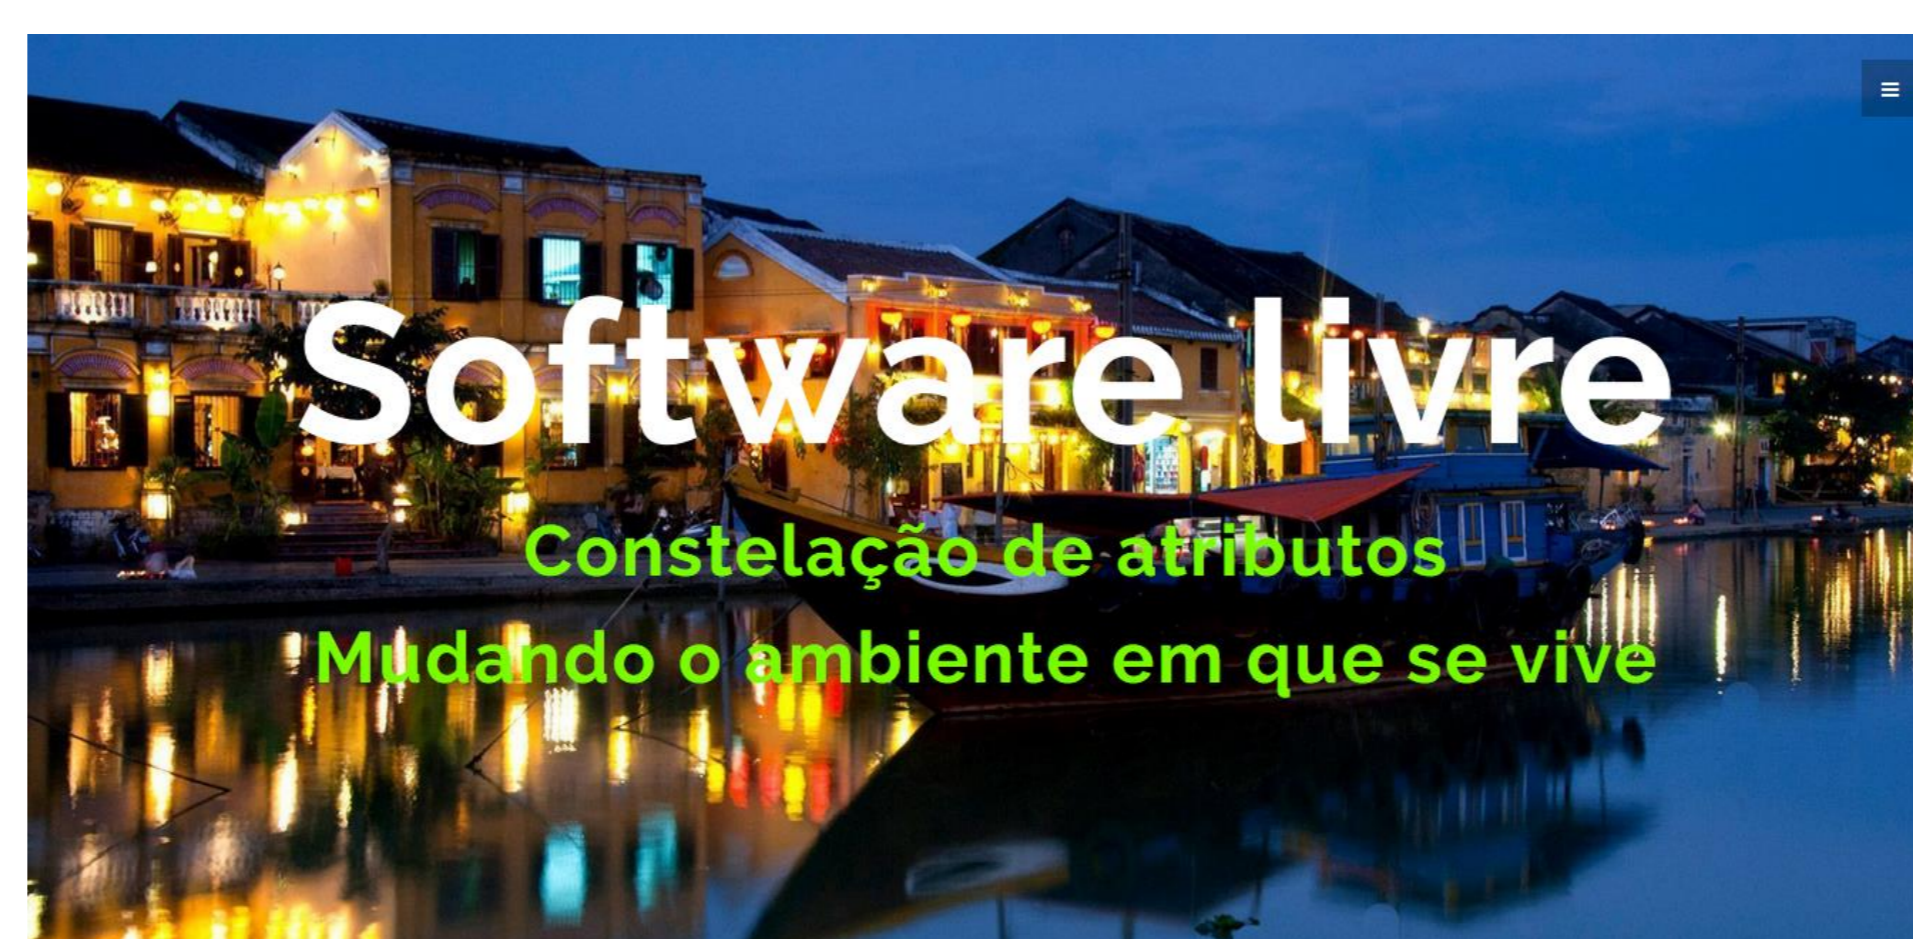 Software livre
Constelação de atributos
Mudando o ambiente em que se vive